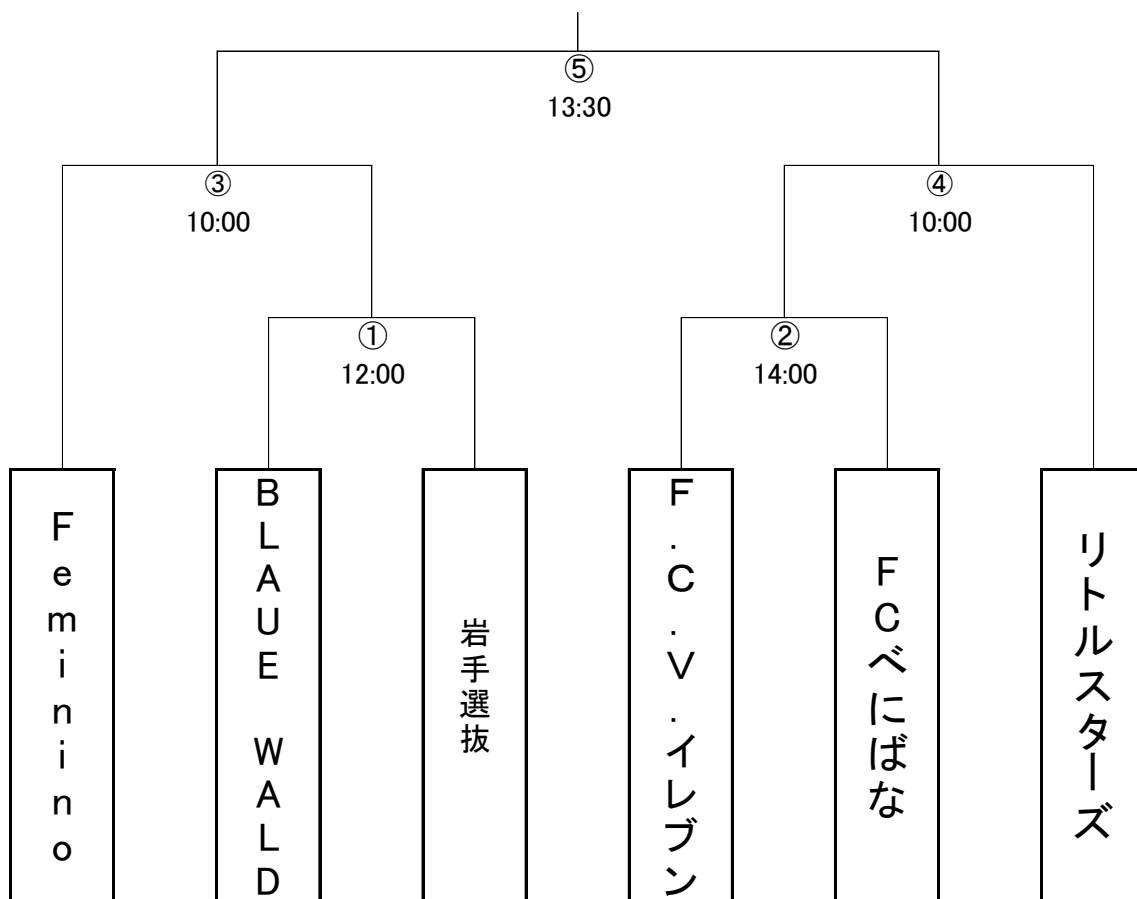 ⑤
13:30
③
10:00
④
10:00
①
12:00
②
14:00
Feminino
BLAUE WALD
岩手選抜
F.C.V.イレブン
FCべにばな
リトルスターズ